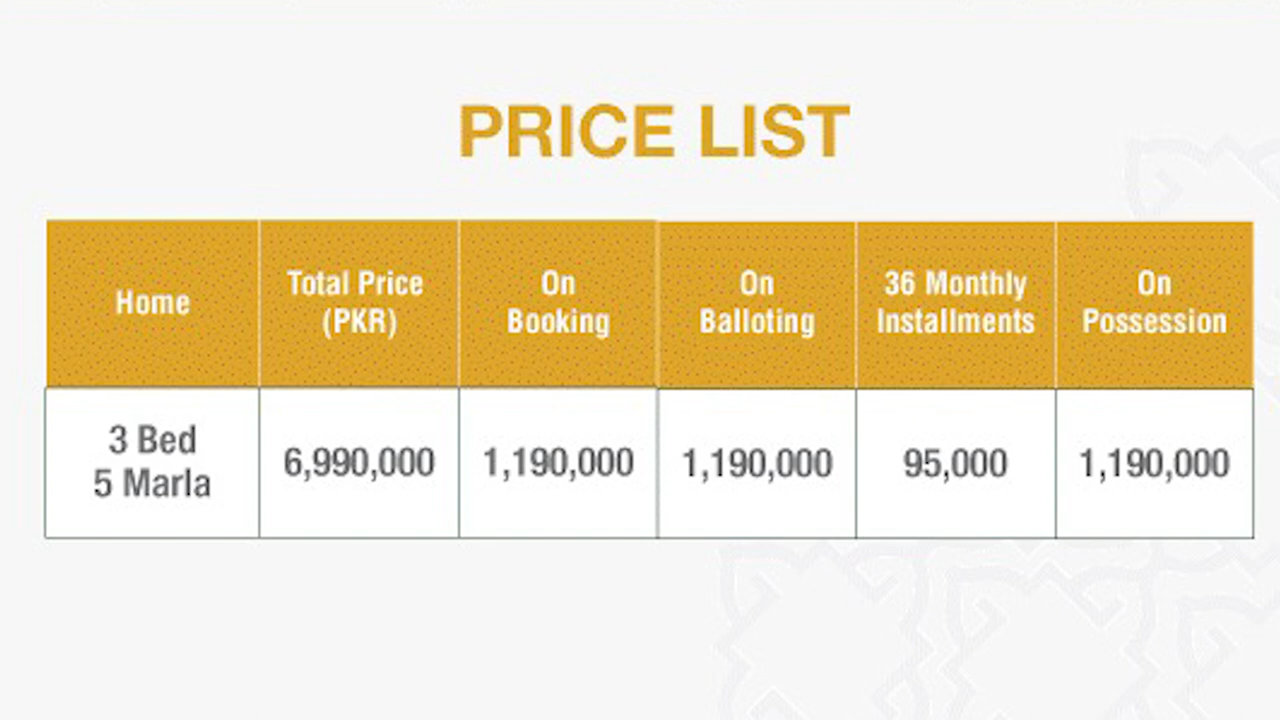 PRICE LIST
Home
Total Price
(PKR)
On
Booking
On
Balloting
36 Monthly
Installments
On
Possession
3 Bed
5 Marla
6,990,000
1,190,000
1,190,000
95,000
1,190,000